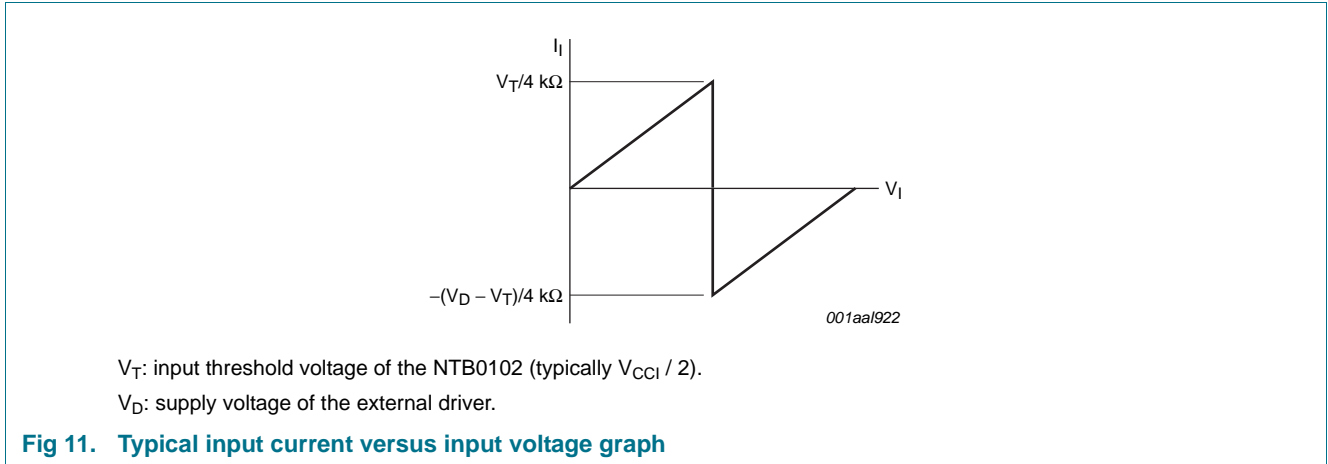 I_I
V_T/4 kΩ
V_I
−(V_D − V_T)/4 kΩ
001aal922
V_T: input threshold voltage of the NTB0102 (typically V_CCI / 2).
V_D: supply voltage of the external driver.
Fig 11. Typical input current versus input voltage graph